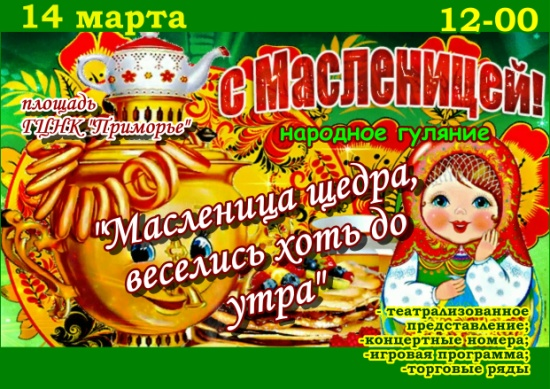 14 марта
12-00
с Масленицей!
площадь
ГЦНК "Приморье"
народное гуляние
"Масленица щедра,
веселись хоть до
утра"
- театрализованное
представление;
-концертные номера;
-игровая программа;
-торговые ряды